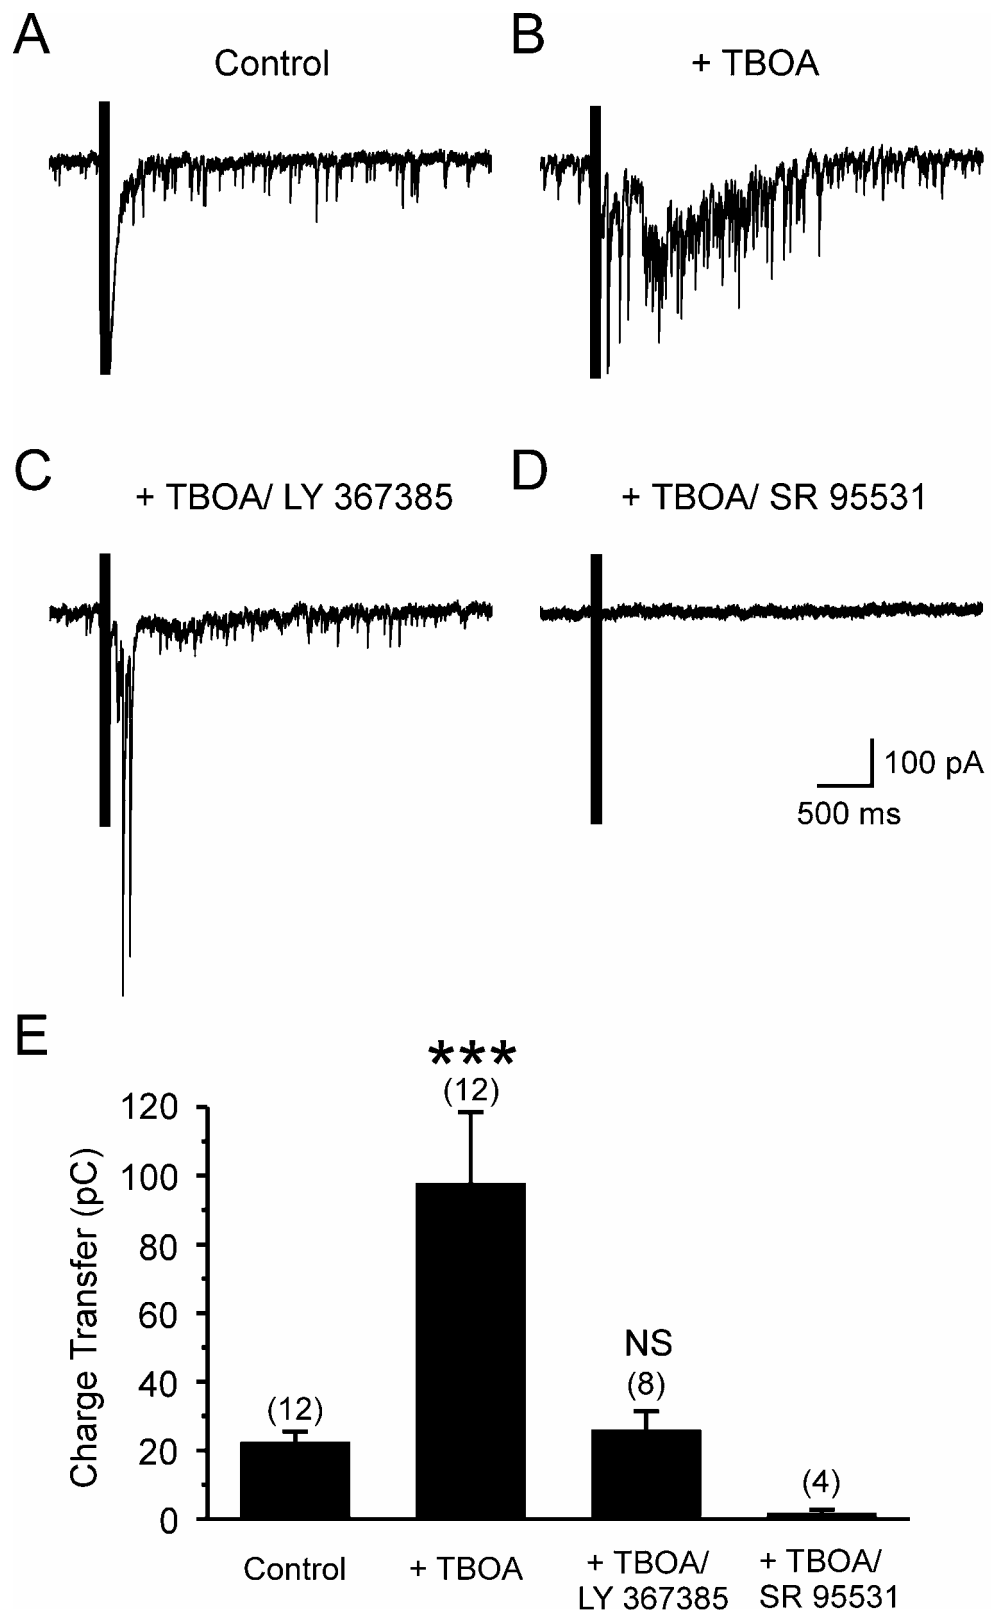 A
Control
B
+ TBOA
C
+ TBOA/ LY 367385
D
+ TBOA/ SR 95531
100 pA
500 ms
E
***
(12)
120
100
80
60
40
20
0
Charge Transfer (pC)
(12)
NS
(8)
(4)
Control
+ TBOA
+ TBOA/
LY 367385
+ TBOA/
SR 95531